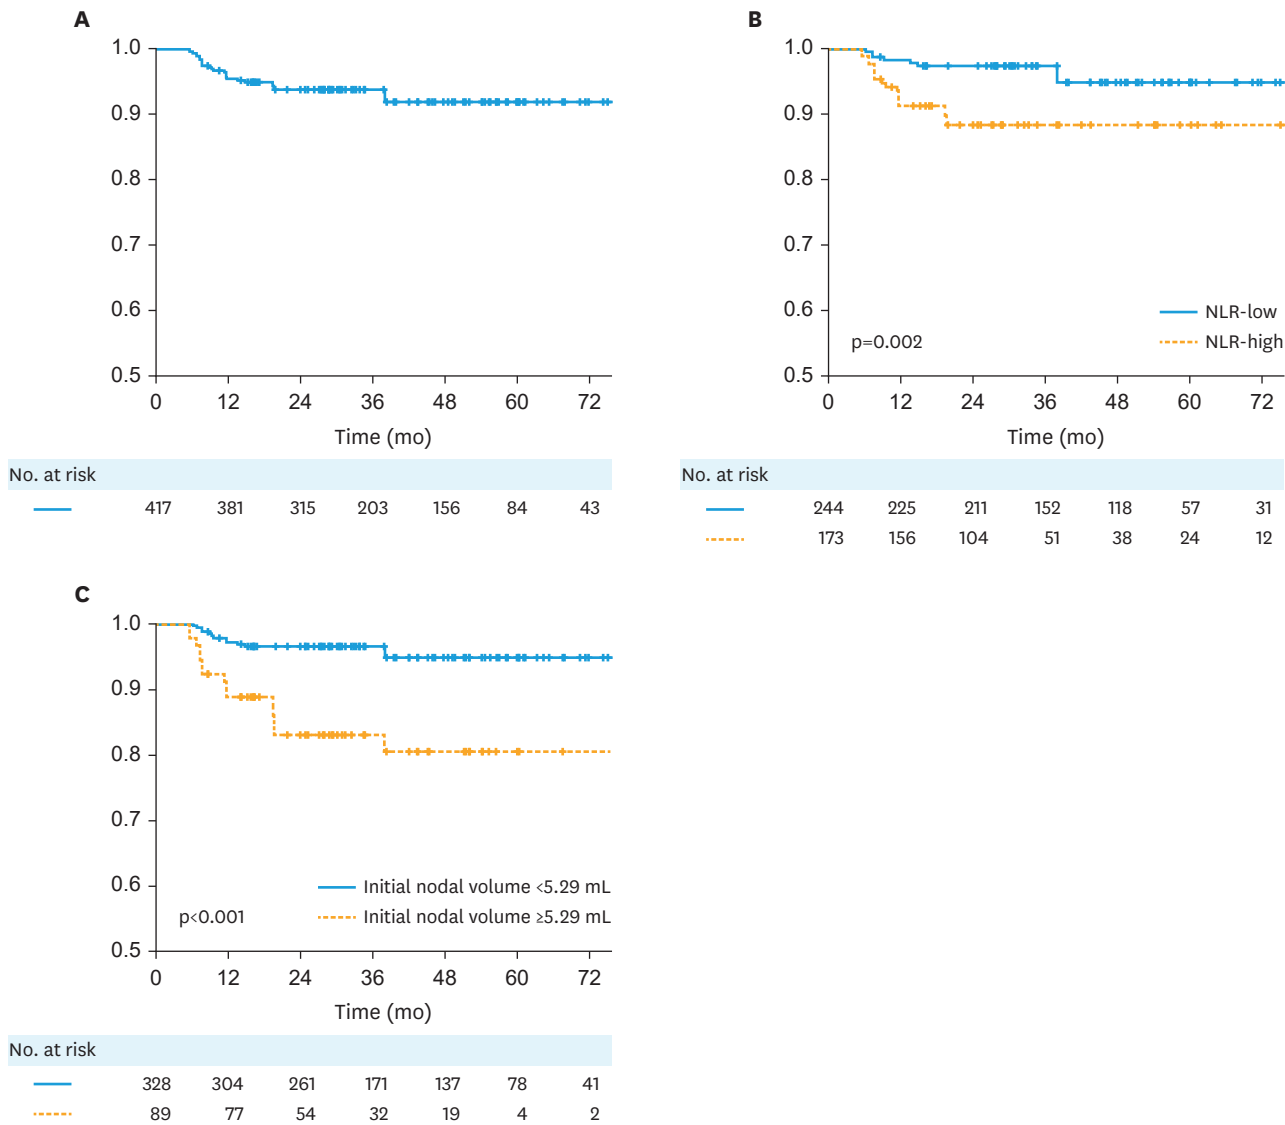 A
1.0
0.9
0.8
0.7
0.6
0.5
0 12 24 36 48 60 72
Time (mo)
No. at risk
417 381 315 203 156 84 43
B
1.0
0.9
0.8
0.7
0.6
0.5
NLR-low
NLR-high
p=0.002
0 12 24 36 48 60 72
Time (mo)
No. at risk
244 225 211 152 118 57 31
173 156 104 51 38 24 12
C
1.0
0.9
0.8
0.7
0.6
0.5
Initial nodal volume <5.29 mL
Initial nodal volume ≥5.29 mL
p<0.001
0 12 24 36 48 60 72
Time (mo)
No. at risk
328 304 261 171 137 78 41
89 77 54 32 19 4 2